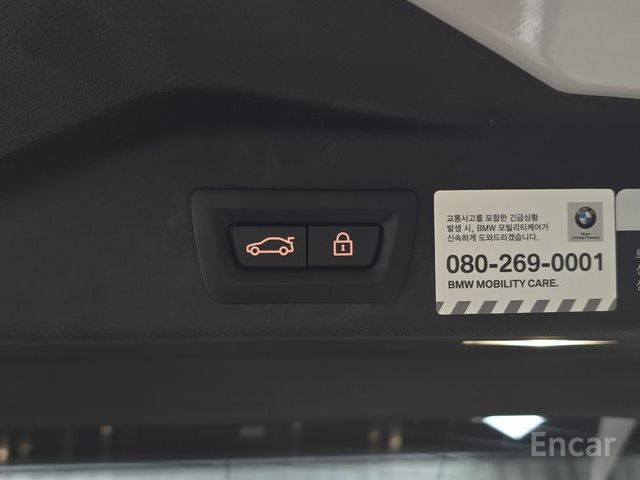 교통사고를 포함한 긴급상황
발생 시, BMW 모빌리티케어가
신속하게 도와드리겠습니다.
080-269-0001
BMW MOBILITY CARE.
Encar